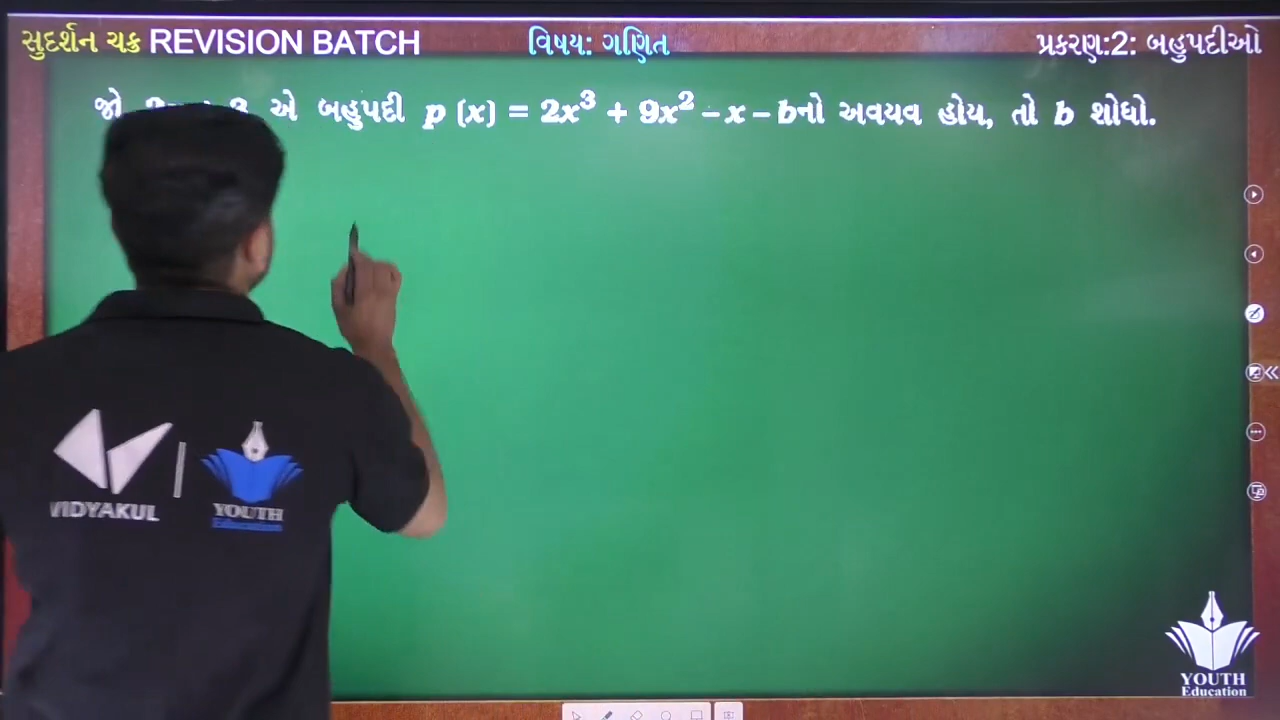 સુદર્શન ચક્ર REVISION BATCH
વિષય: ગણિત
પ્રકરણ:2: બહુપદીઓ
જો એ બહુપદી p (x) = 2x³ + 9x² – x – b નો અવયવ હોય, તો b શોધો.
VIDYAKUL
YOUTH
Education
YOUTH
Education